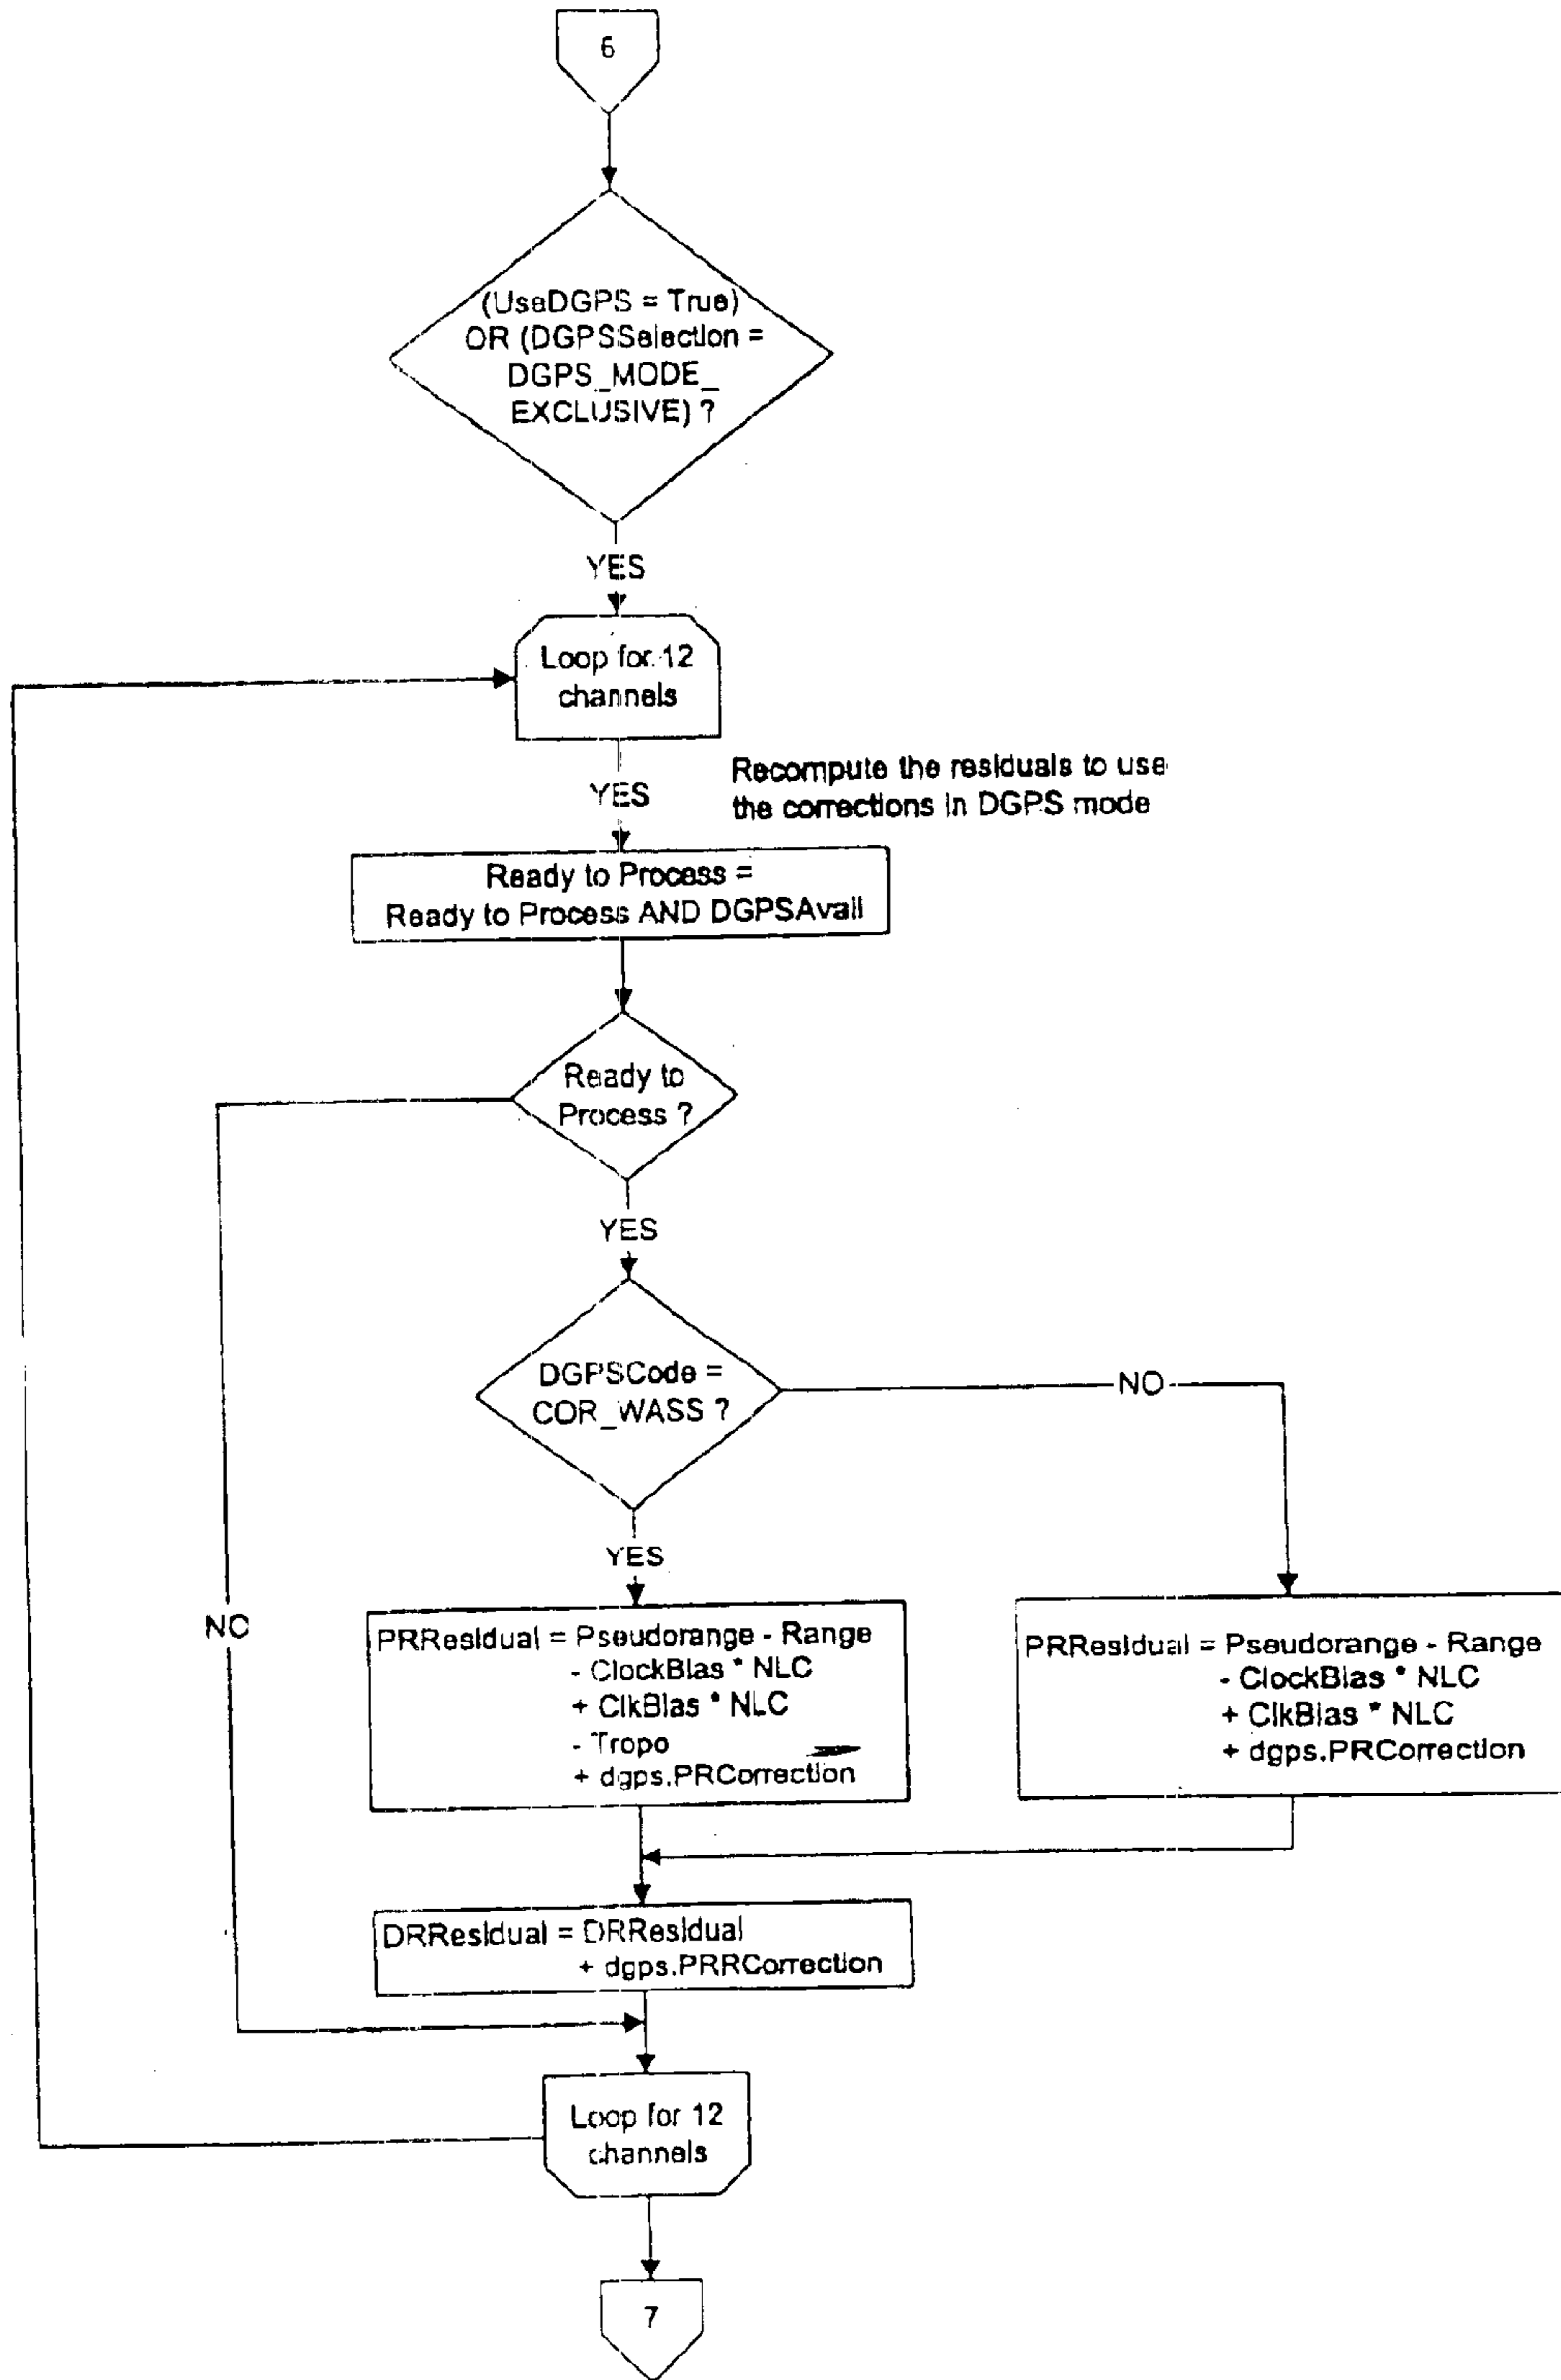 6
(UseDGPS = True)
OR (DGPSSelection =
DGPS_MODE_
EXCLUSIVE) ?
YES
Loop for 12
channels
YES
Recompute the residuals to use
the corrections in DGPS mode
Ready to Process =
Ready to Process AND DGPSAvail
Ready to
Process ?
YES
DGPSCode =
COR_WASS ?
NO
YES
NO
PRResidual = Pseudorange - Range
- ClockBias * NLC
+ ClkBias * NLC
- Tropo
+ dgps.PRCorrection
PRResidual = Pseudorange - Range
- ClockBias * NLC
+ ClkBias * NLC
+ dgps.PRCorrection
DRResidual = DRResidual
+ dgps.PRRCorrection
Loop for 12
channels
7